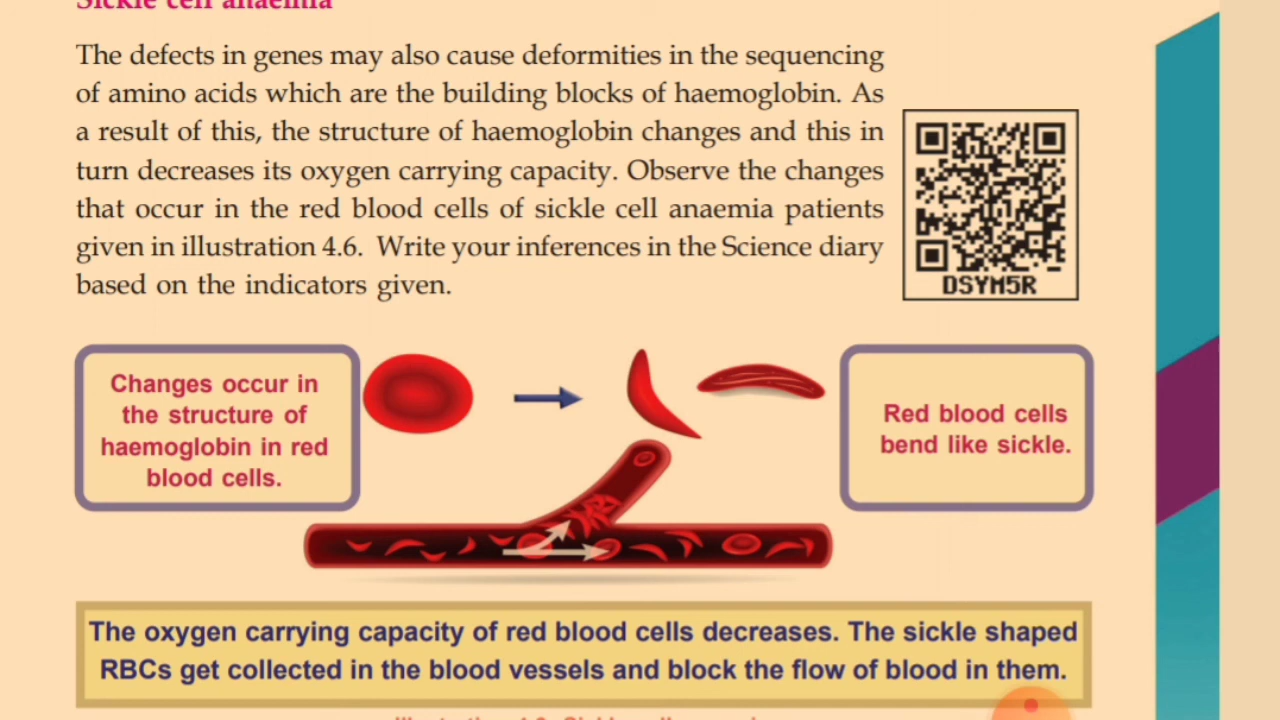 Sickle cell anaemia
The defects in genes may also cause deformities in the sequencing
of amino acids which are the building blocks of haemoglobin. As
a result of this, the structure of haemoglobin changes and this in
turn decreases its oxygen carrying capacity. Observe the changes
that occur in the red blood cells of sickle cell anaemia patients
given in illustration 4.6. Write your inferences in the Science diary
based on the indicators given.
DSYM5R
Changes occur in
the structure of
haemoglobin in red
blood cells.
Red blood cells
bend like sickle.
The oxygen carrying capacity of red blood cells decreases. The sickle shaped
RBCs get collected in the blood vessels and block the flow of blood in them.